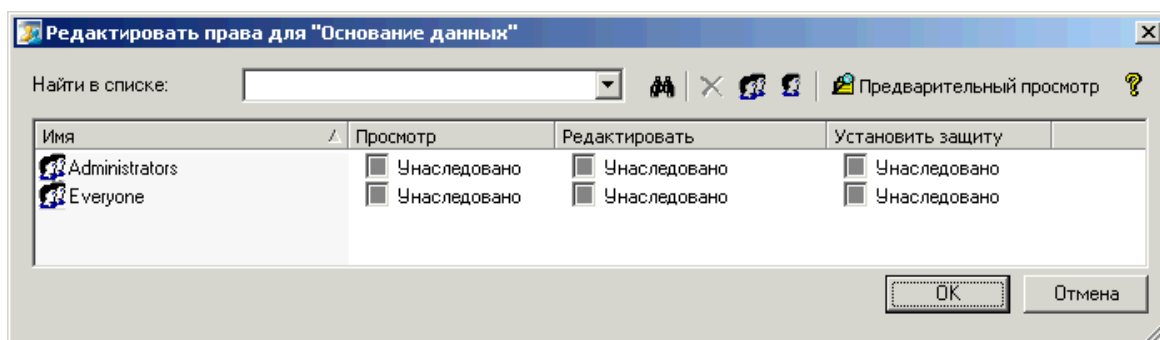 Редактировать права для "Основание данных"
Найти в списке: Предварительный просмотр
Имя Просмотр Редактировать Установить защиту
Administrators Унаследовано Унаследовано Унаследовано
Everyone Унаследовано Унаследовано Унаследовано
OK Отмена